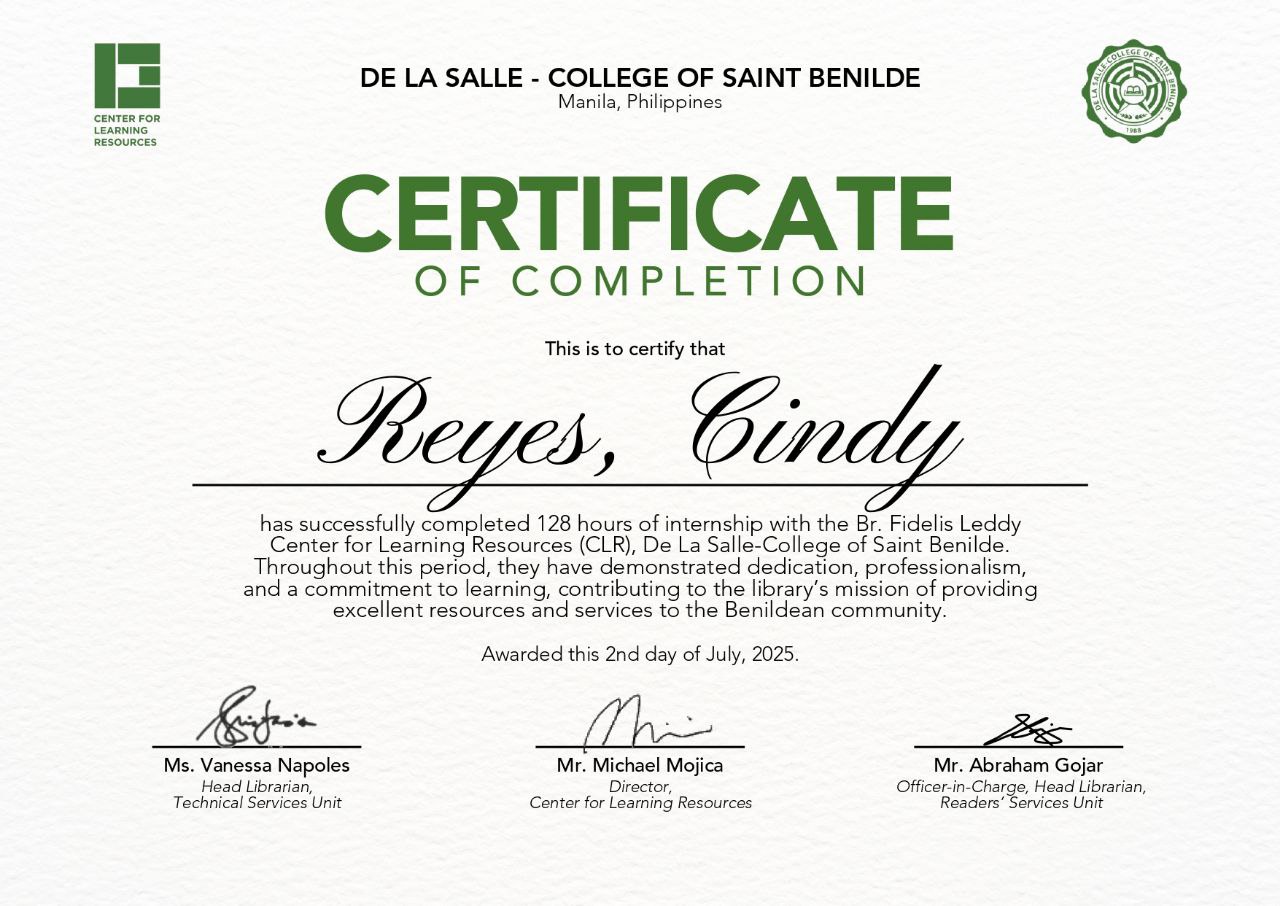 CENTER FOR
LEARNING
RESOURCES
DE LA SALLE - COLLEGE OF SAINT BENILDE
Manila, Philippines
DE LA SALLE COLLEGE OF SAINT BENILDE
1988
CERTIFICATE
OF COMPLETION
This is to certify that
Reyes, Cindy
has successfully completed 128 hours of internship with the Br. Fidelis Leddy
Center for Learning Resources (CLR), De La Salle-College of Saint Benilde.
Throughout this period, they have demonstrated dedication, professionalism,
and a commitment to learning, contributing to the library’s mission of providing
excellent resources and services to the Benildean community.
Awarded this 2nd day of July, 2025.
Ms. Vanessa Napoles
Head Librarian,
Technical Services Unit
Mr. Michael Mojica
Director,
Center for Learning Resources
Mr. Abraham Gojar
Officer-in-Charge, Head Librarian,
Readers’ Services Unit